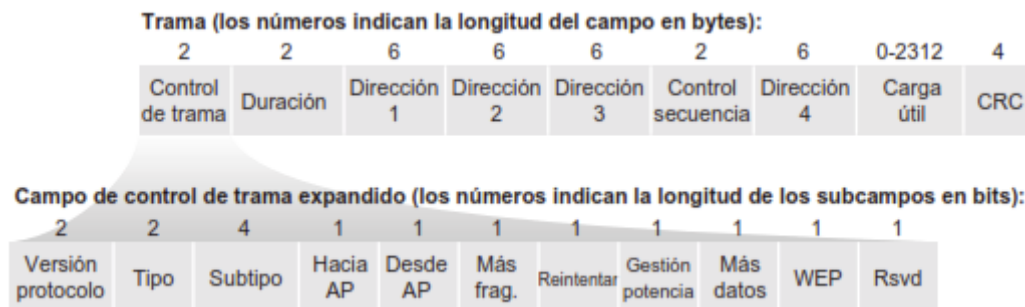 Trama (los números indican la longitud del campo en bytes):
2 2 6 6 6 2 6 0-2312 4
Control de trama Duración Dirección 1 Dirección 2 Dirección 3 Control secuencia Dirección 4 Carga útil CRC
Campo de control de trama expandido (los números indican la longitud de los subcampos en bits):
2 2 4 1 1 1 1 1 1 1 1
Versión protocolo Tipo Subtipo Hacia AP Desde AP Más frag. Reintentar Gestión potencia Más datos WEP Rsvd